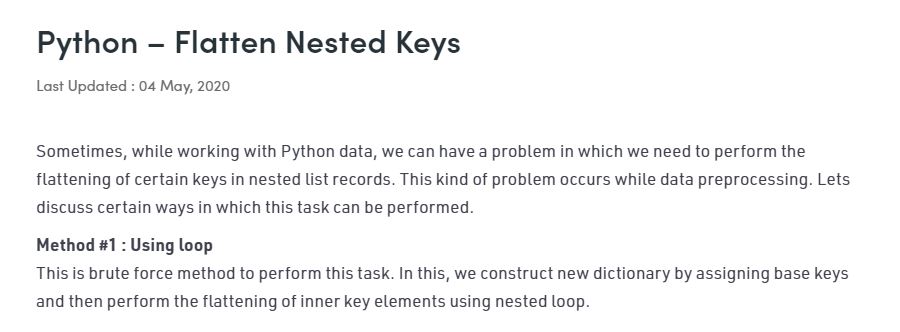 Python – Flatten Nested Keys
Last Updated : 04 May, 2020
Sometimes, while working with Python data, we can have a problem in which we need to perform the
flattening of certain keys in nested list records. This kind of problem occurs while data preprocessing. Lets
discuss certain ways in which this task can be performed.
Method #1 : Using loop
This is brute force method to perform this task. In this, we construct new dictionary by assigning base keys
and then perform the flattening of inner key elements using nested loop.